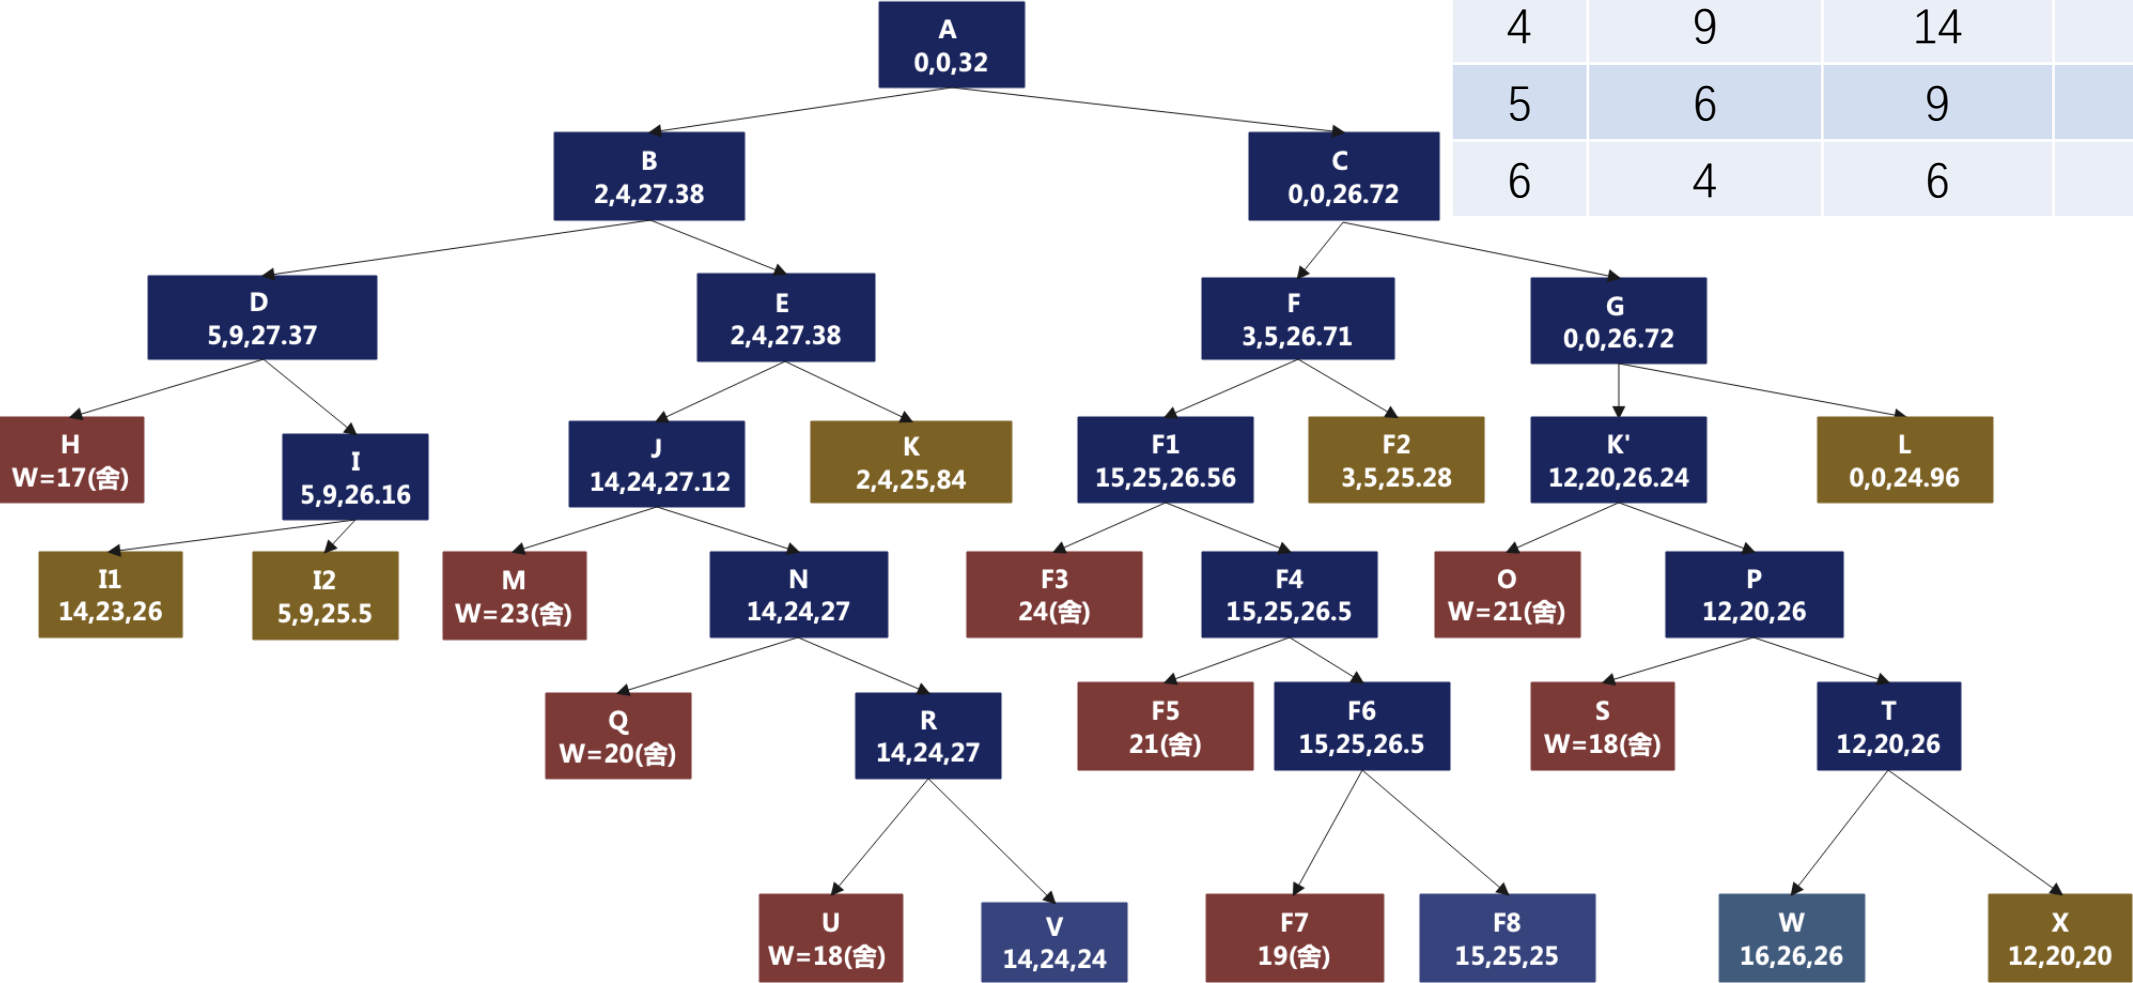 A
0,0,32
4 9 14
5 6 9
6 4 6
B
2,4,27.38
C
0,0,26.72
D
5,9,27.37
E
2,4,27.38
F
3,5,26.71
G
0,0,26.72
H
W=17(舍)
I
5,9,26.16
J
14,24,27.12
K
2,4,25,84
F1
15,25,26.56
F2
3,5,25.28
K'
12,20,26.24
L
0,0,24.96
I1
14,23,26
I2
5,9,25.5
M
W=23(舍)
N
14,24,27
F3
24(舍)
F4
15,25,26.5
O
W=21(舍)
P
12,20,26
Q
W=20(舍)
R
14,24,27
F5
21(舍)
F6
15,25,26.5
S
W=18(舍)
T
12,20,26
U
W=18(舍)
V
14,24,24
F7
19(舍)
F8
15,25,25
W
16,26,26
X
12,20,20